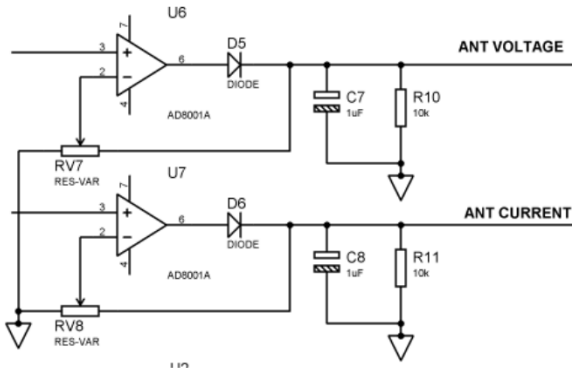 U6
7
3
2
6
4
AD8001A
D5
DIODE
ANT VOLTAGE
C7
1uF
R10
10k
RV7
RES-VAR
U7
7
3
2
6
4
AD8001A
D6
DIODE
ANT CURRENT
C8
1uF
R11
10k
RV8
RES-VAR